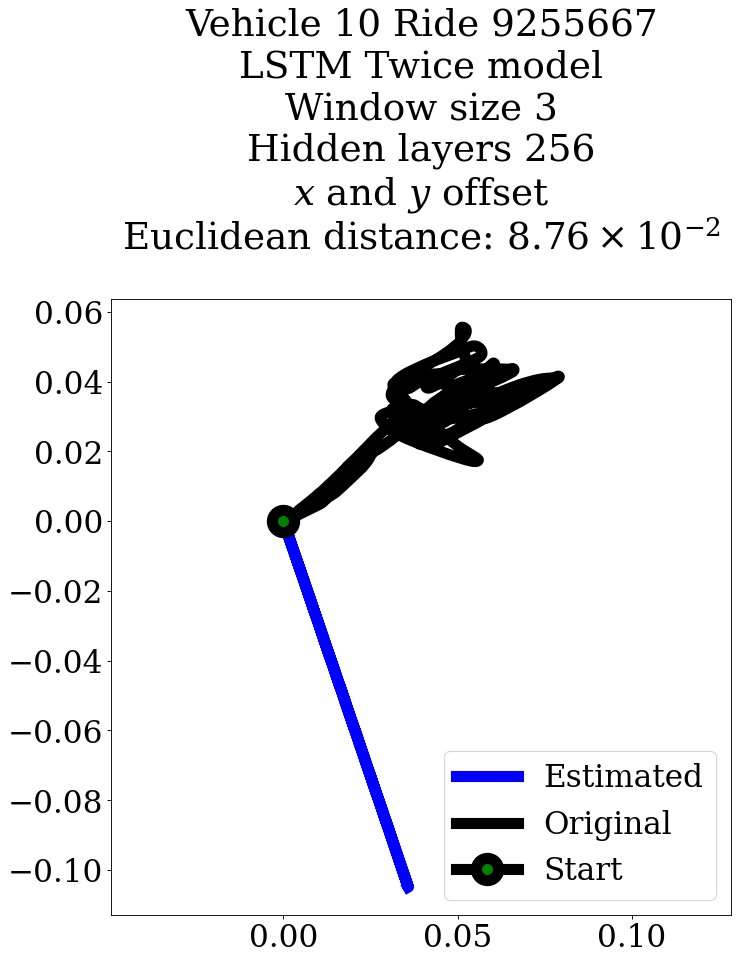 Vehicle 10 Ride 9255667
LSTM Twice model
Window size 3
Hidden layers 256
x and y offset
Euclidean distance: 8.76 × 10⁻²
0.06
0.04
0.02
0.00
−0.02
−0.04
−0.06
−0.08
−0.10
Estimated
Original
Start
0.00 0.05 0.10